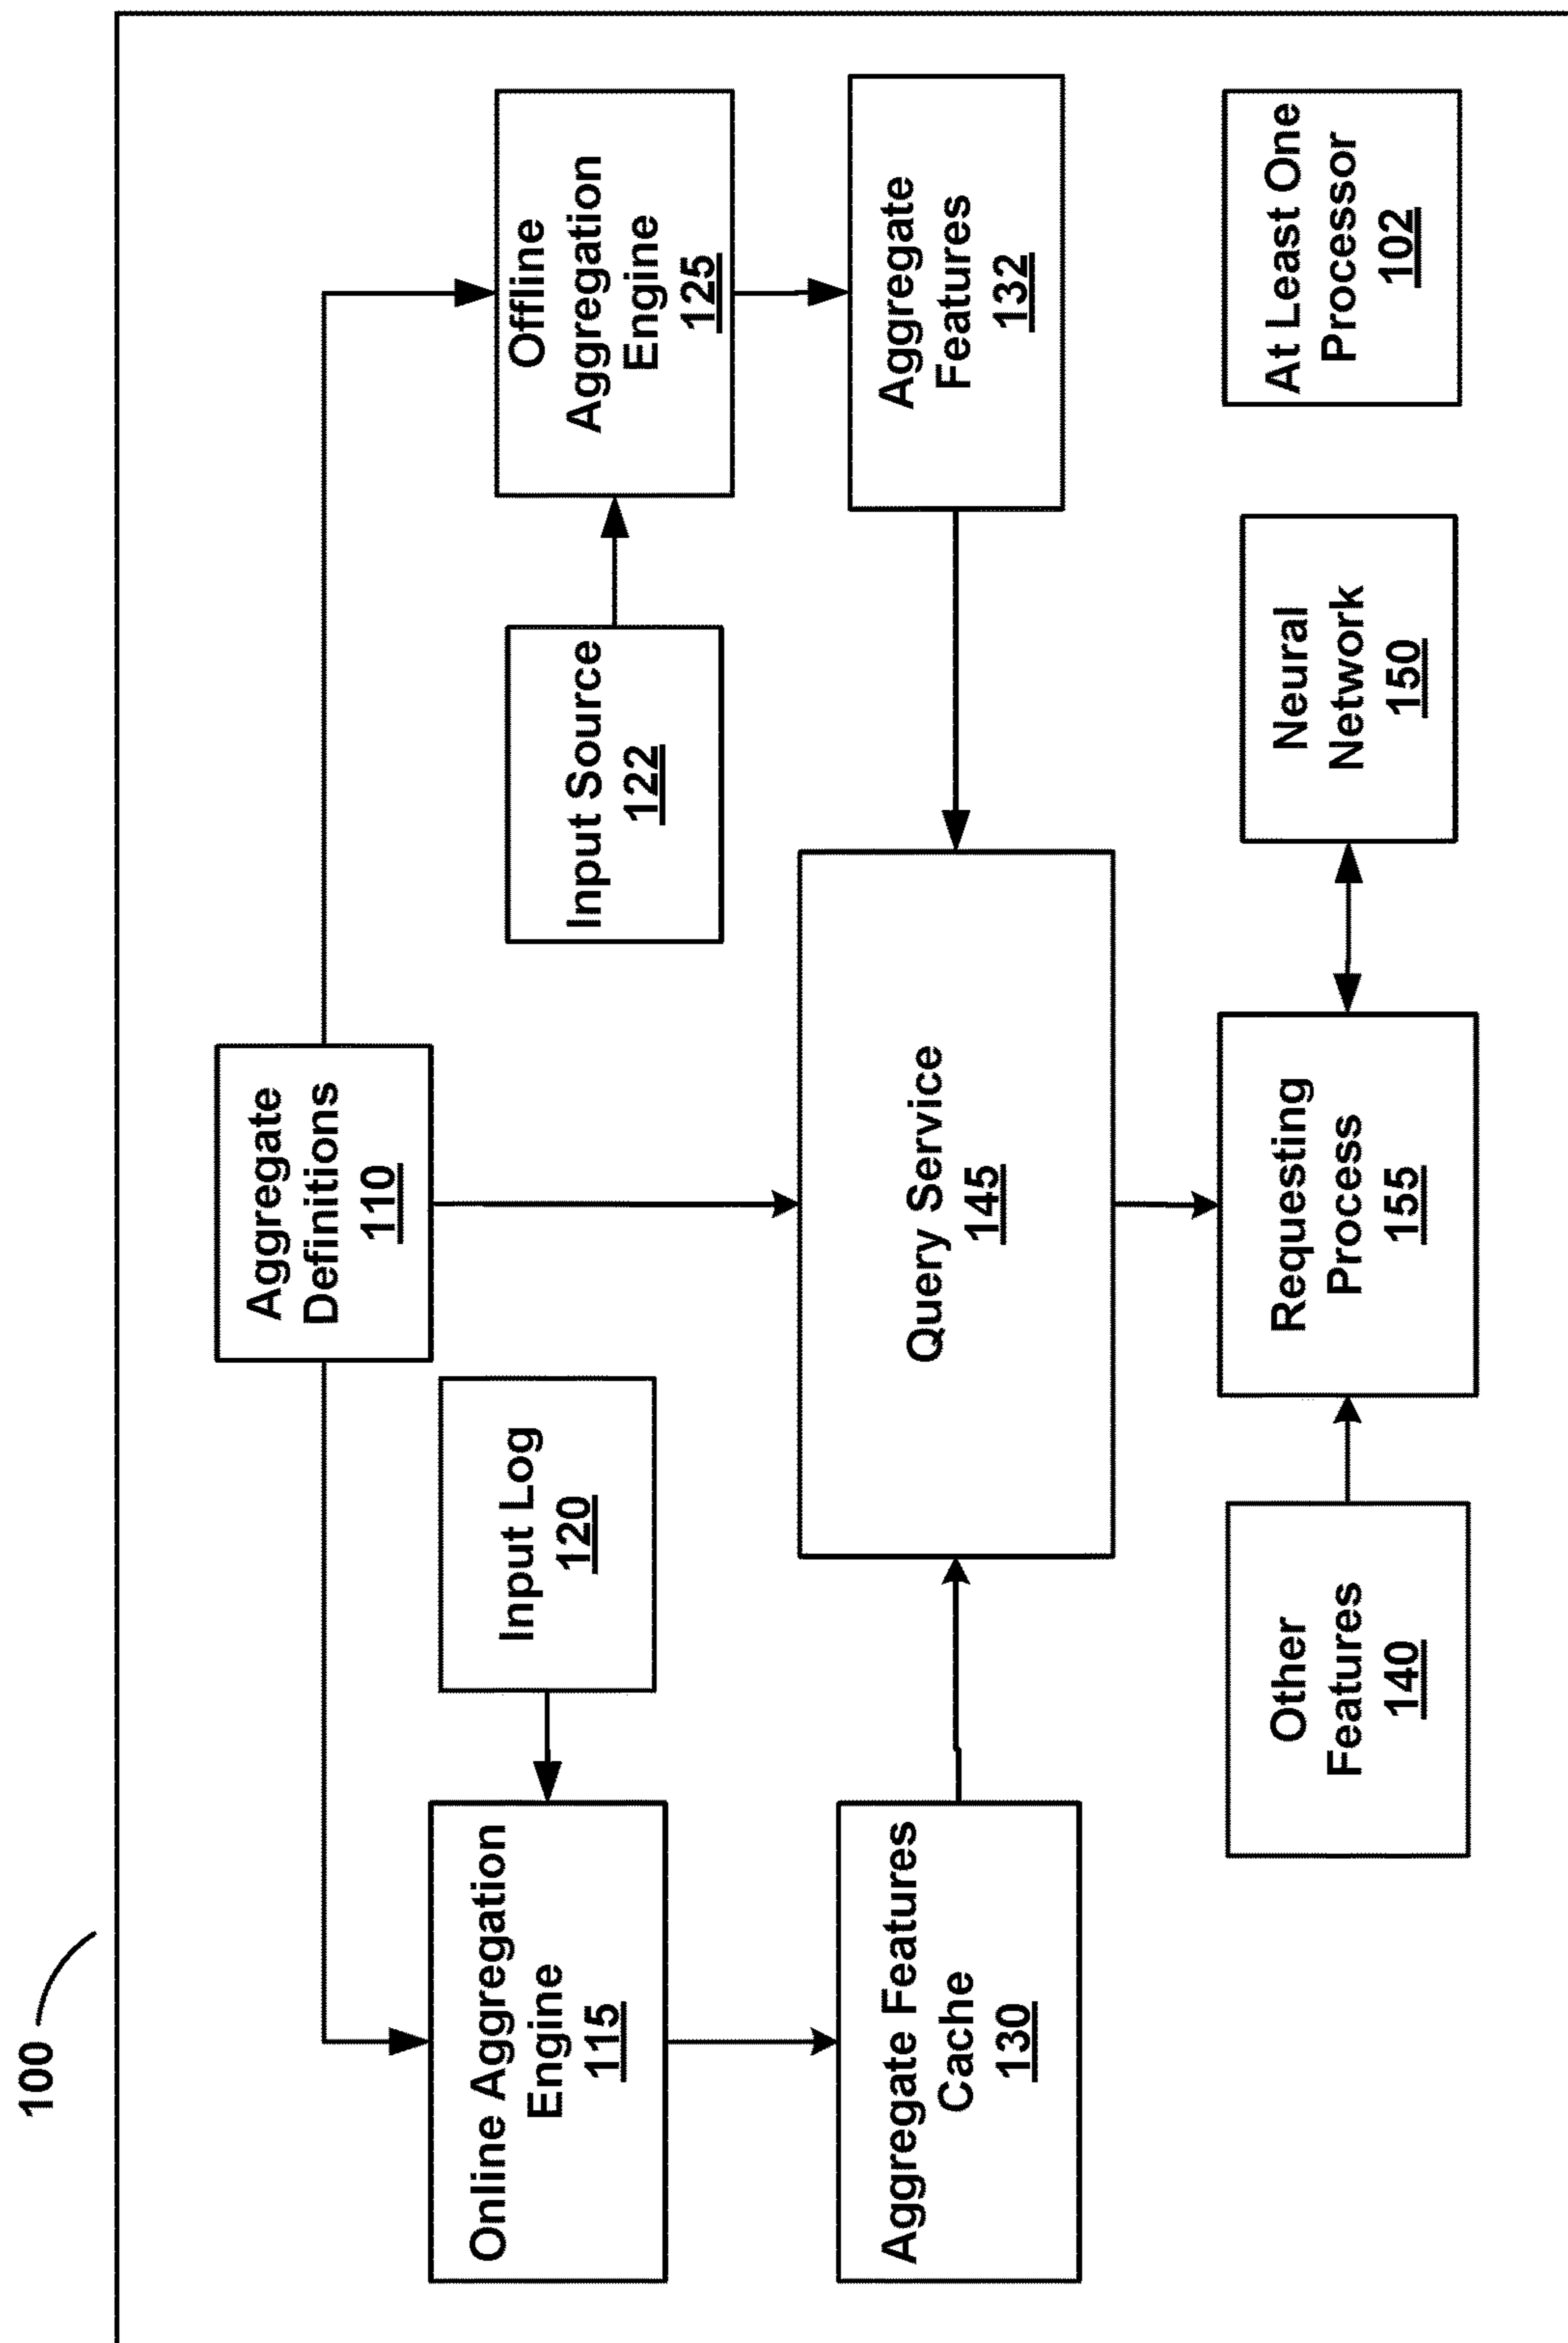 100
Aggregate
Definitions
110
Online Aggregation
Engine
115
Input Log
120
Input Source
122
Offline
Aggregation
Engine
125
Aggregate Features
Cache
130
Query Service
145
Aggregate
Features
132
Other
Features
140
Requesting
Process
155
Neural
Network
150
At Least One
Processor
102